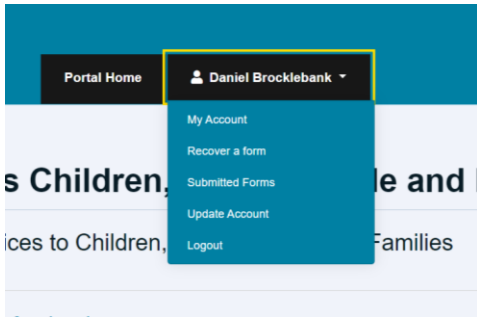 Portal Home
Daniel Brocklebank
My Account
Recover a form
Submitted Forms
Update Account
Logout
s Children, le and
ices to Children, Families